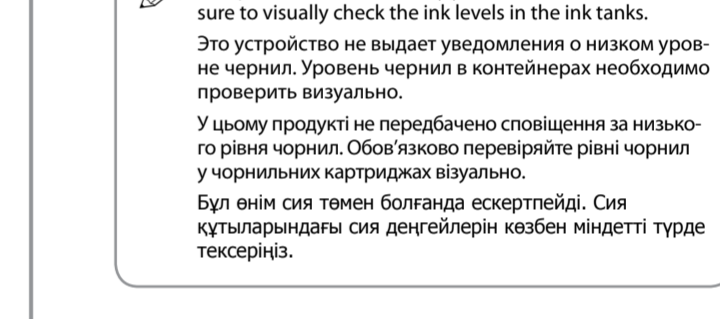 sure to visually check the ink levels in the ink tanks.
Это устройство не выдает уведомления о низком уров-
не чернил. Уровень чернил в контейнерах необходимо
проверить визуально.
У цьому продукті не передбачено сповіщення за низько-
го рівня чорнил. Обов’язково перевіряйте рівні чорнил
у чорнильних картриджах візуально.
Бұл өнім сия төмен болғанда ескертпейді. Сия
құтыларындағы сия деңгейлерін көзбен міндетті түрде
тексеріңіз.